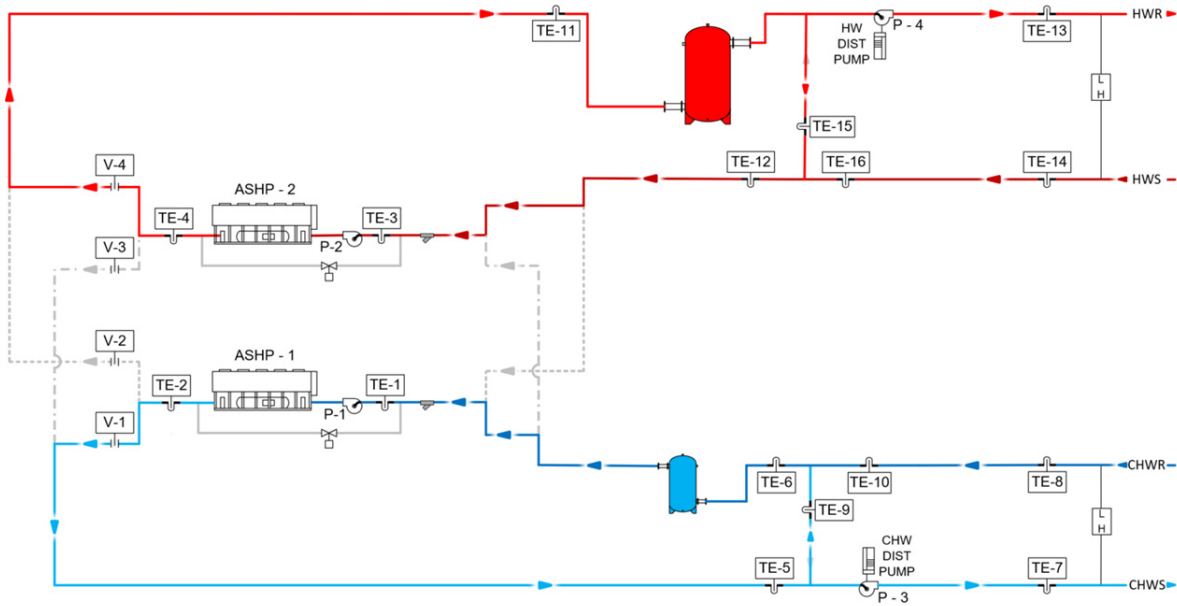 TE-11
HW
DIST
PUMP
P - 4
TE-13
HWR
L
H
TE-15
V-4
ASHP - 2
TE-12
TE-16
TE-14
HWS
TE-4
P-2
TE-3
V-3
V-2
ASHP - 1
TE-2
P-1
TE-1
V-1
TE-6
TE-10
TE-8
CHWR
TE-9
L
H
CHW
DIST
PUMP
TE-5
P - 3
TE-7
CHWS